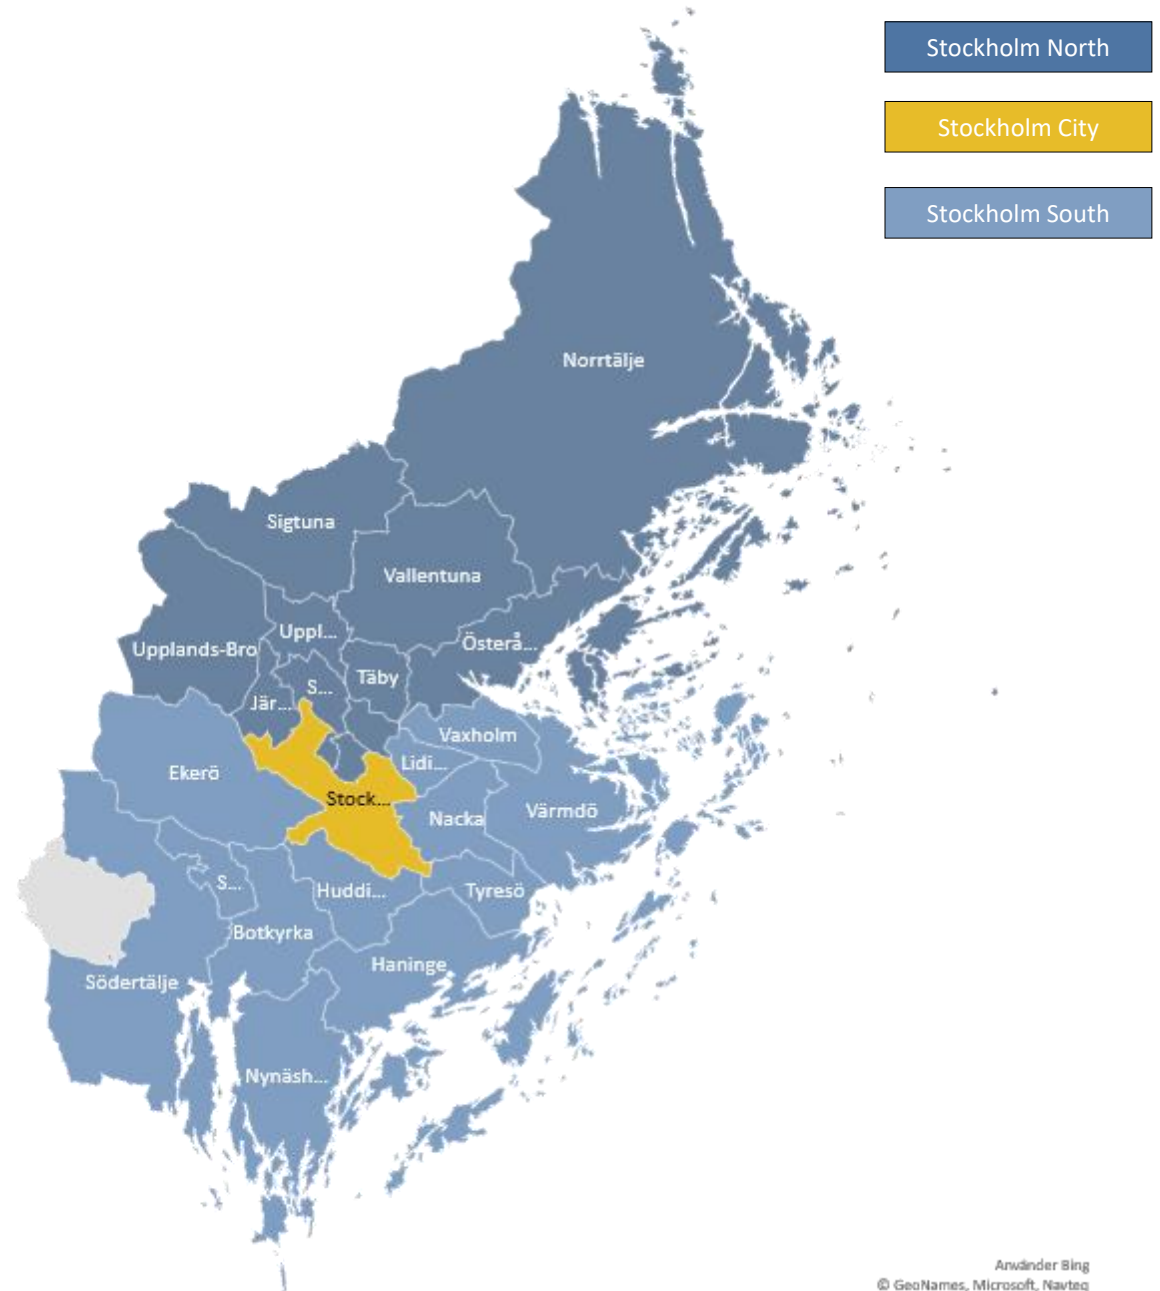 Stockholm North
Stockholm City
Stockholm South
Norrtälje
Sigtuna
Vallentuna
Uppl...
Österå...
Upplands-Bro
Täby
S...
Jär...
Vaxholm
Lidi...
Ekerö
Stock...
Värmdö
Nacka
S...
Huddi...
Tyresö
Botkyrka
Haninge
Södertälje
Nynäsh...
Använder Bing
© GeoNames, Microsoft, Navteq